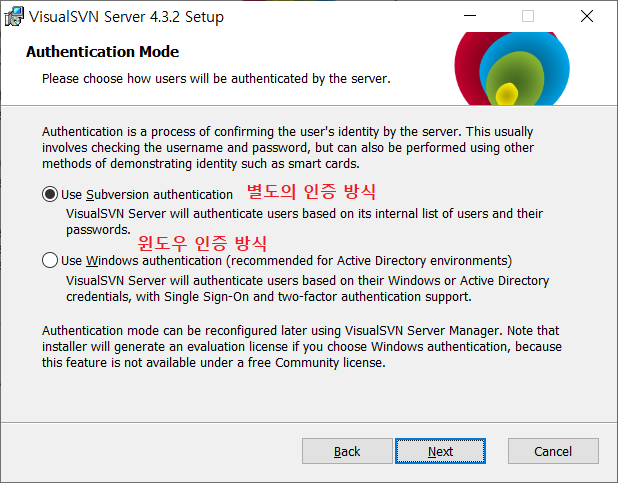 VisualSVN Server 4.3.2 Setup
Authentication Mode
Please choose how users will be authenticated by the server.
Authentication is a process of confirming the user's identity by the server. This usually
involves checking the username and password, but can also be performed using other
methods of demonstrating identity such as smart cards.
Use Subversion authentication 별도의 인증 방식
VisualSVN Server will authenticate users based on its internal list of users and their
passwords.
윈도우 인증 방식
Use Windows authentication (recommended for Active Directory environments)
VisualSVN Server will authenticate users based on their Windows or Active Directory
credentials, with Single Sign-On and two-factor authentication support.
Authentication mode can be reconfigured later using VisualSVN Server Manager. Note that
installer will generate an evaluation license if you choose Windows authentication, because
this feature is not available under a free Community license.
Back Next Cancel